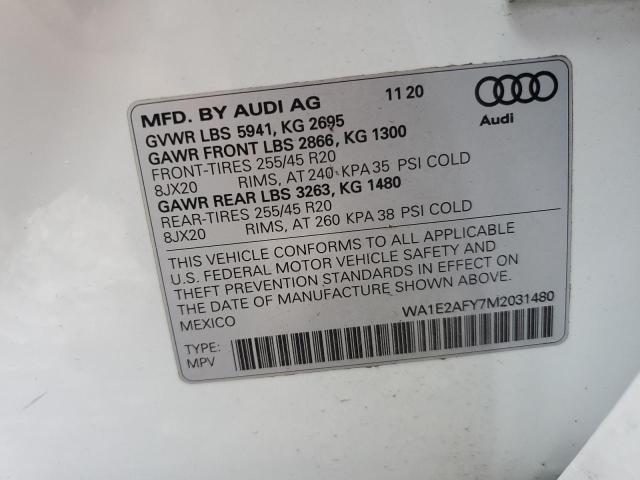 MFD. BY AUDI AG 11 20
Audi
GVWR LBS 5941, KG 2695
GAWR FRONT LBS 2866, KG 1300
FRONT-TIRES 255/45 R20
8JX20 RIMS, AT 240 KPA 35 PSI COLD
GAWR REAR LBS 3263, KG 1480
REAR-TIRES 255/45 R20
8JX20 RIMS, AT 260 KPA 38 PSI COLD
THIS VEHICLE CONFORMS TO ALL APPLICABLE
U.S. FEDERAL MOTOR VEHICLE SAFETY AND
THEFT PREVENTION STANDARDS IN EFFECT ON
THE DATE OF MANUFACTURE SHOWN ABOVE.
MEXICO WA1E2AFY7M2031480
TYPE:
MPV